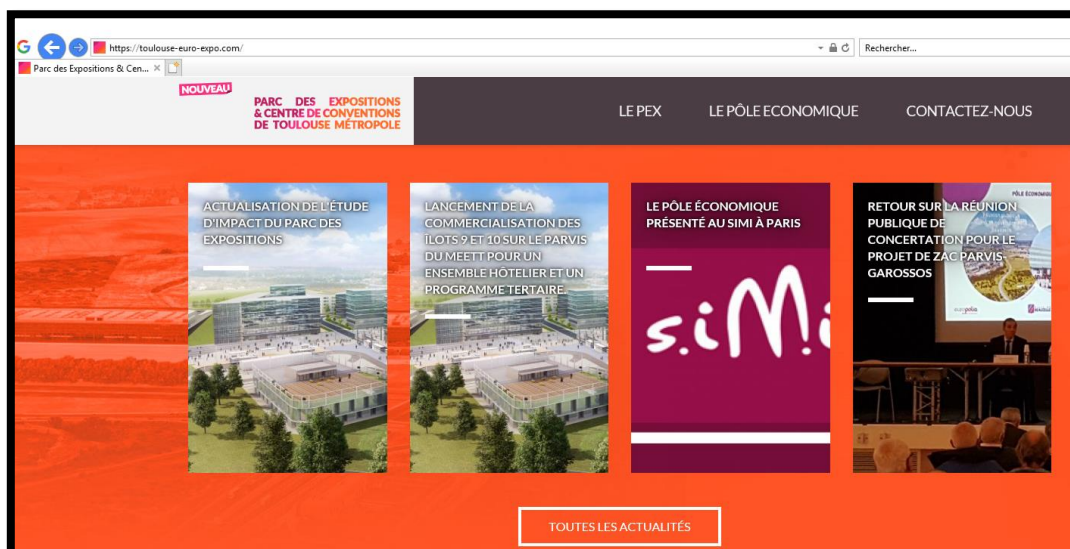 https://toulouse-euro-expo.com/
Rechercher...
Parc des Expositions & Cen...
NOUVEAU
PARC DES EXPOSITIONS
& CENTRE DE CONVENTIONS
DE TOULOUSE MÉTROPOLE
LE PEX
LE PÔLE ECONOMIQUE
CONTACTEZ-NOUS
ACTUALISATION DE L'ÉTUDE
D'IMPACT DU PARC DES
EXPOSITIONS
LANCEMENT DE LA
COMMERCIALISATION DES
ILOTS 9 ET 10 SUR LE PARVIS
DU MEETT POUR UN
ENSEMBLE HÔTELIER ET UN
PROGRAMME TERTAIRE.
LE PÔLE ÉCONOMIQUE
PRÉSENTÉ AU SIMI À PARIS
siMi
RETOUR SUR LA RÉUNION
PUBLIQUE DE
CONCERTATION POUR LE
PROJET DE ZAC PARVIS-
GAROSSOS
PÔLE ÉCONOMIQUE
europolia
TOUTES LES ACTUALITÉS